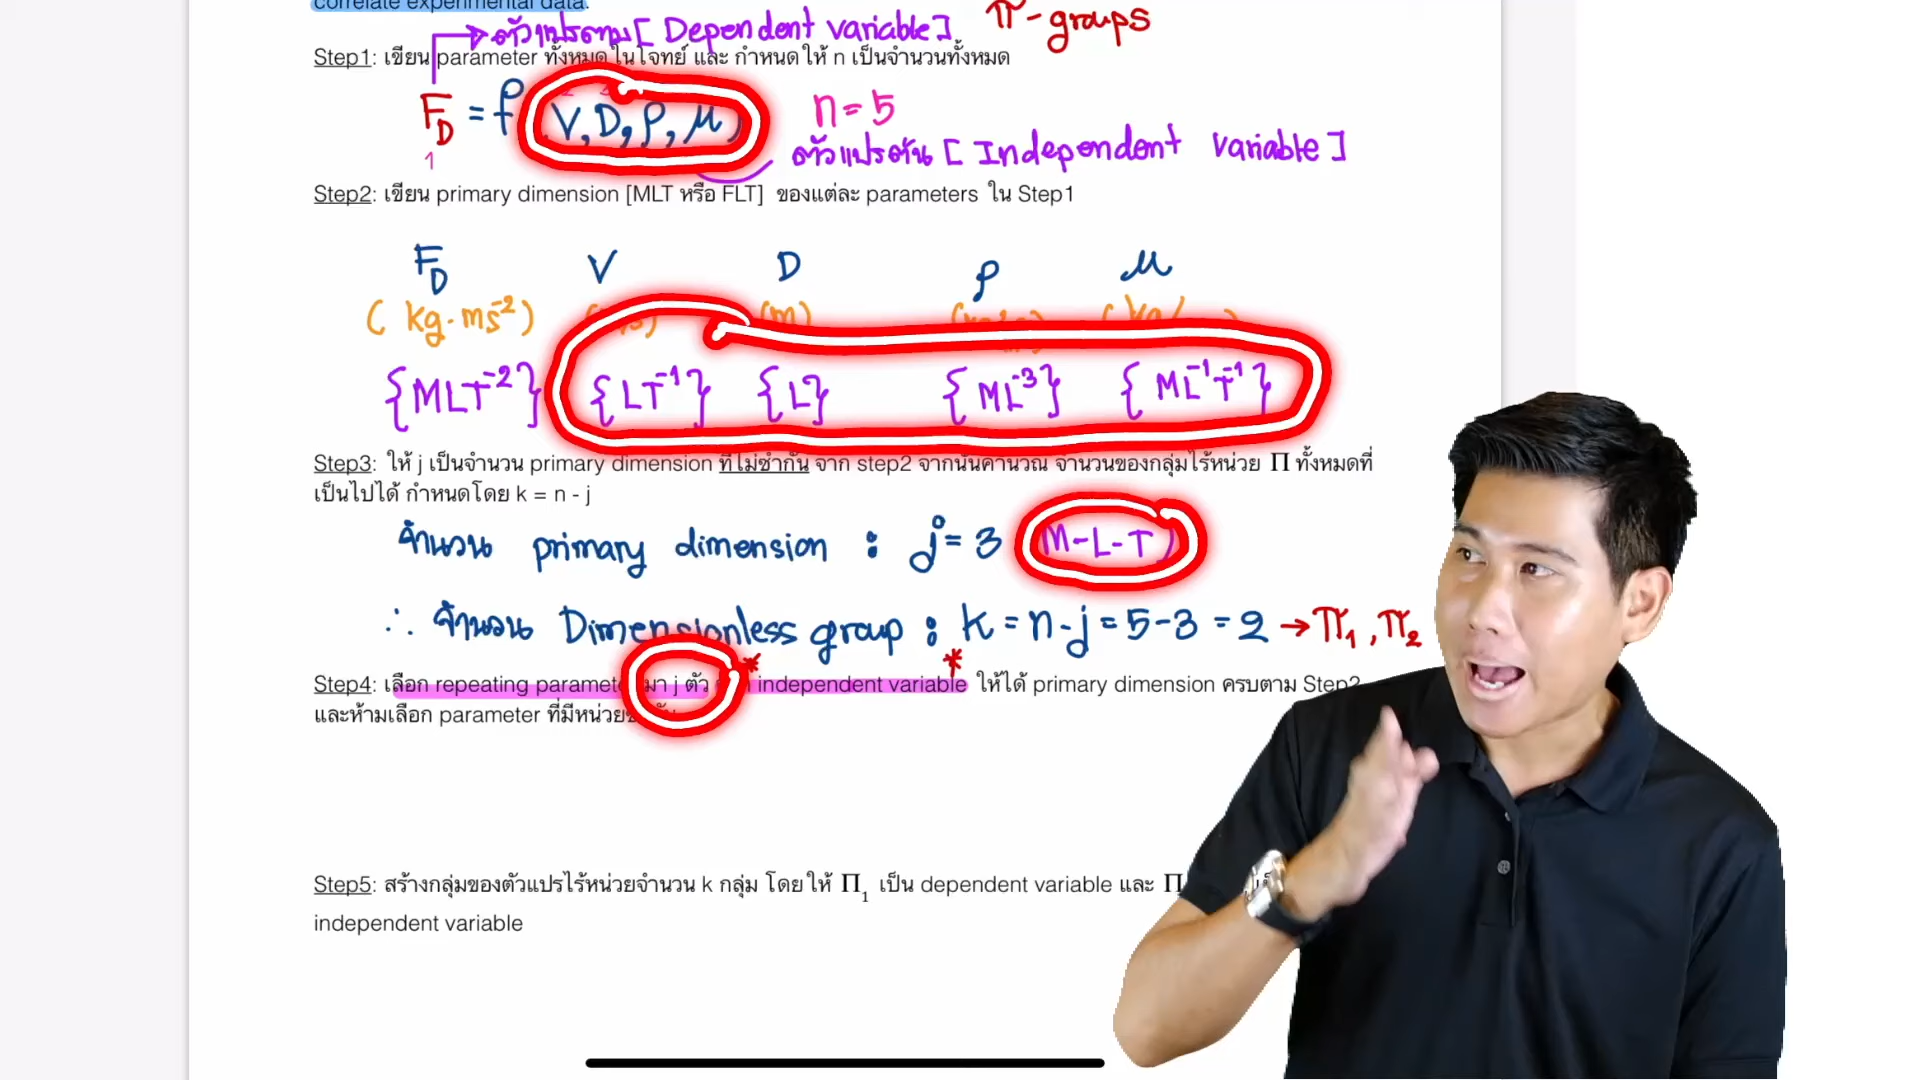 correlate experimental data.
ตัวแปรตาม [ Dependent variable ] π-groups
Step1: เขียน parameter ทั้งหมด ในโจทย์ และ กำหนดให้ n เป็นจำนวนทั้งหมด
F_D = f V, D, ρ, μ ) n = 5
1
ตัวแปรต้น [ Independent variable ]
Step2: เขียน primary dimension [MLT หรือ FLT] ของแต่ละ parameters ใน Step1
F_D V D ρ μ
( kg·ms⁻²) (m)
{MLT⁻²} {LT⁻¹} {L} {ML⁻³} {ML⁻¹T⁻¹}
Step3: ให้ j เป็นจำนวน primary dimension ที่ไม่ซ้ำกัน จาก step2 จากนั้นคำนวณ จำนวนของกลุ่มไร้หน่วย Π ทั้งหมดที่
เป็นไปได้ กำหนดโดย k = n - j
จำนวน primary dimension : j = 3 M-L-T )
∴ จำนวน Dimensionless group : k = n-j = 5-3 = 2 → π₁, π₂
Step4: เลือก repeating paramete มา j ตัว * independent variable * ให้ได้ primary dimension ครบตาม Step2
และห้ามเลือก parameter ที่มีหน่วย
Step5: สร้างกลุ่มของตัวแปรไร้หน่วยจำนวน k กลุ่ม โดยให้ Π₁ เป็น dependent variable และ Π
independent variable